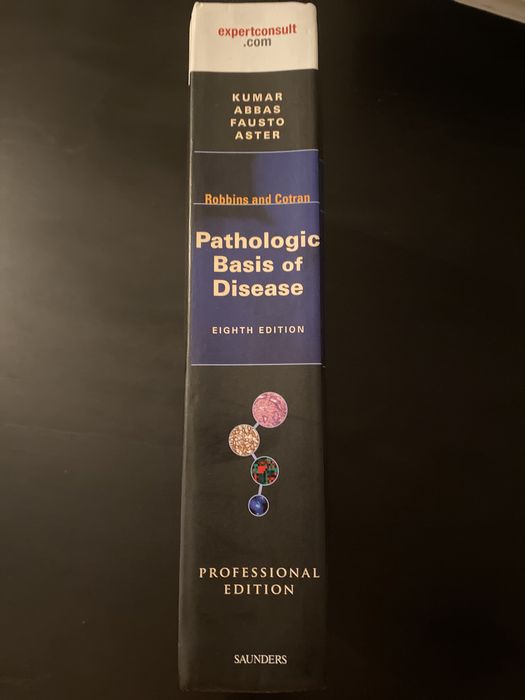 expertconsult
.com
KUMAR
ABBAS
FAUSTO
ASTER
Robbins and Cotran
Pathologic
Basis of
Disease
EIGHTH EDITION
PROFESSIONAL
EDITION
SAUNDERS